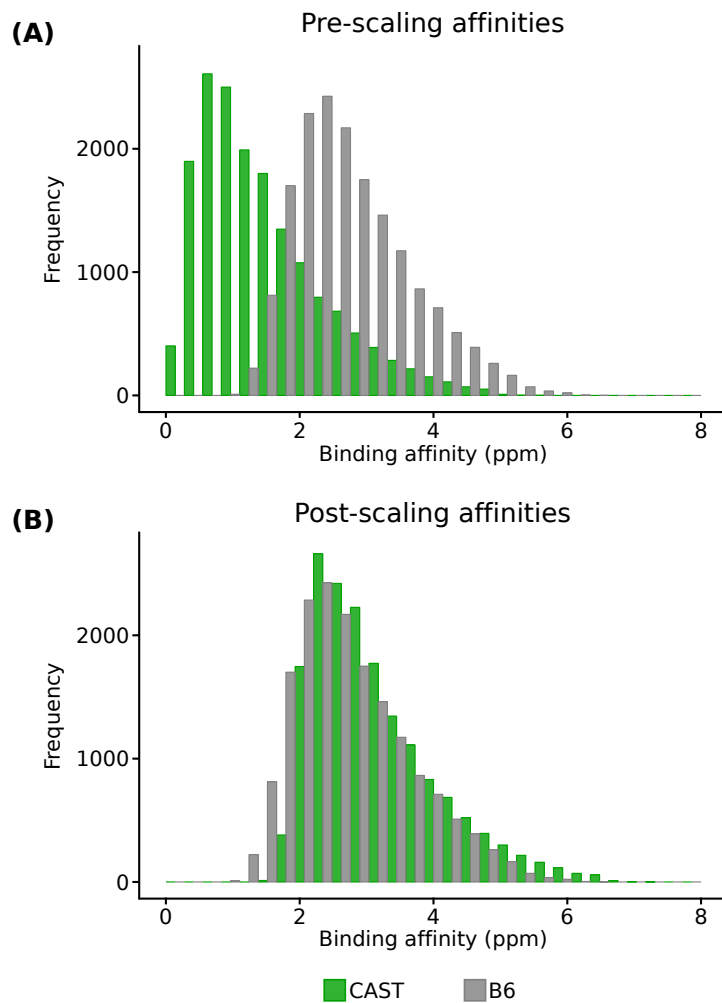 (A)
Pre-scaling affinities
Frequency
2000
1000
0
0 2 4 6 8
Binding affinity (ppm)
(B)
Post-scaling affinities
Frequency
2000
1000
0
0 2 4 6 8
Binding affinity (ppm)
CAST B6